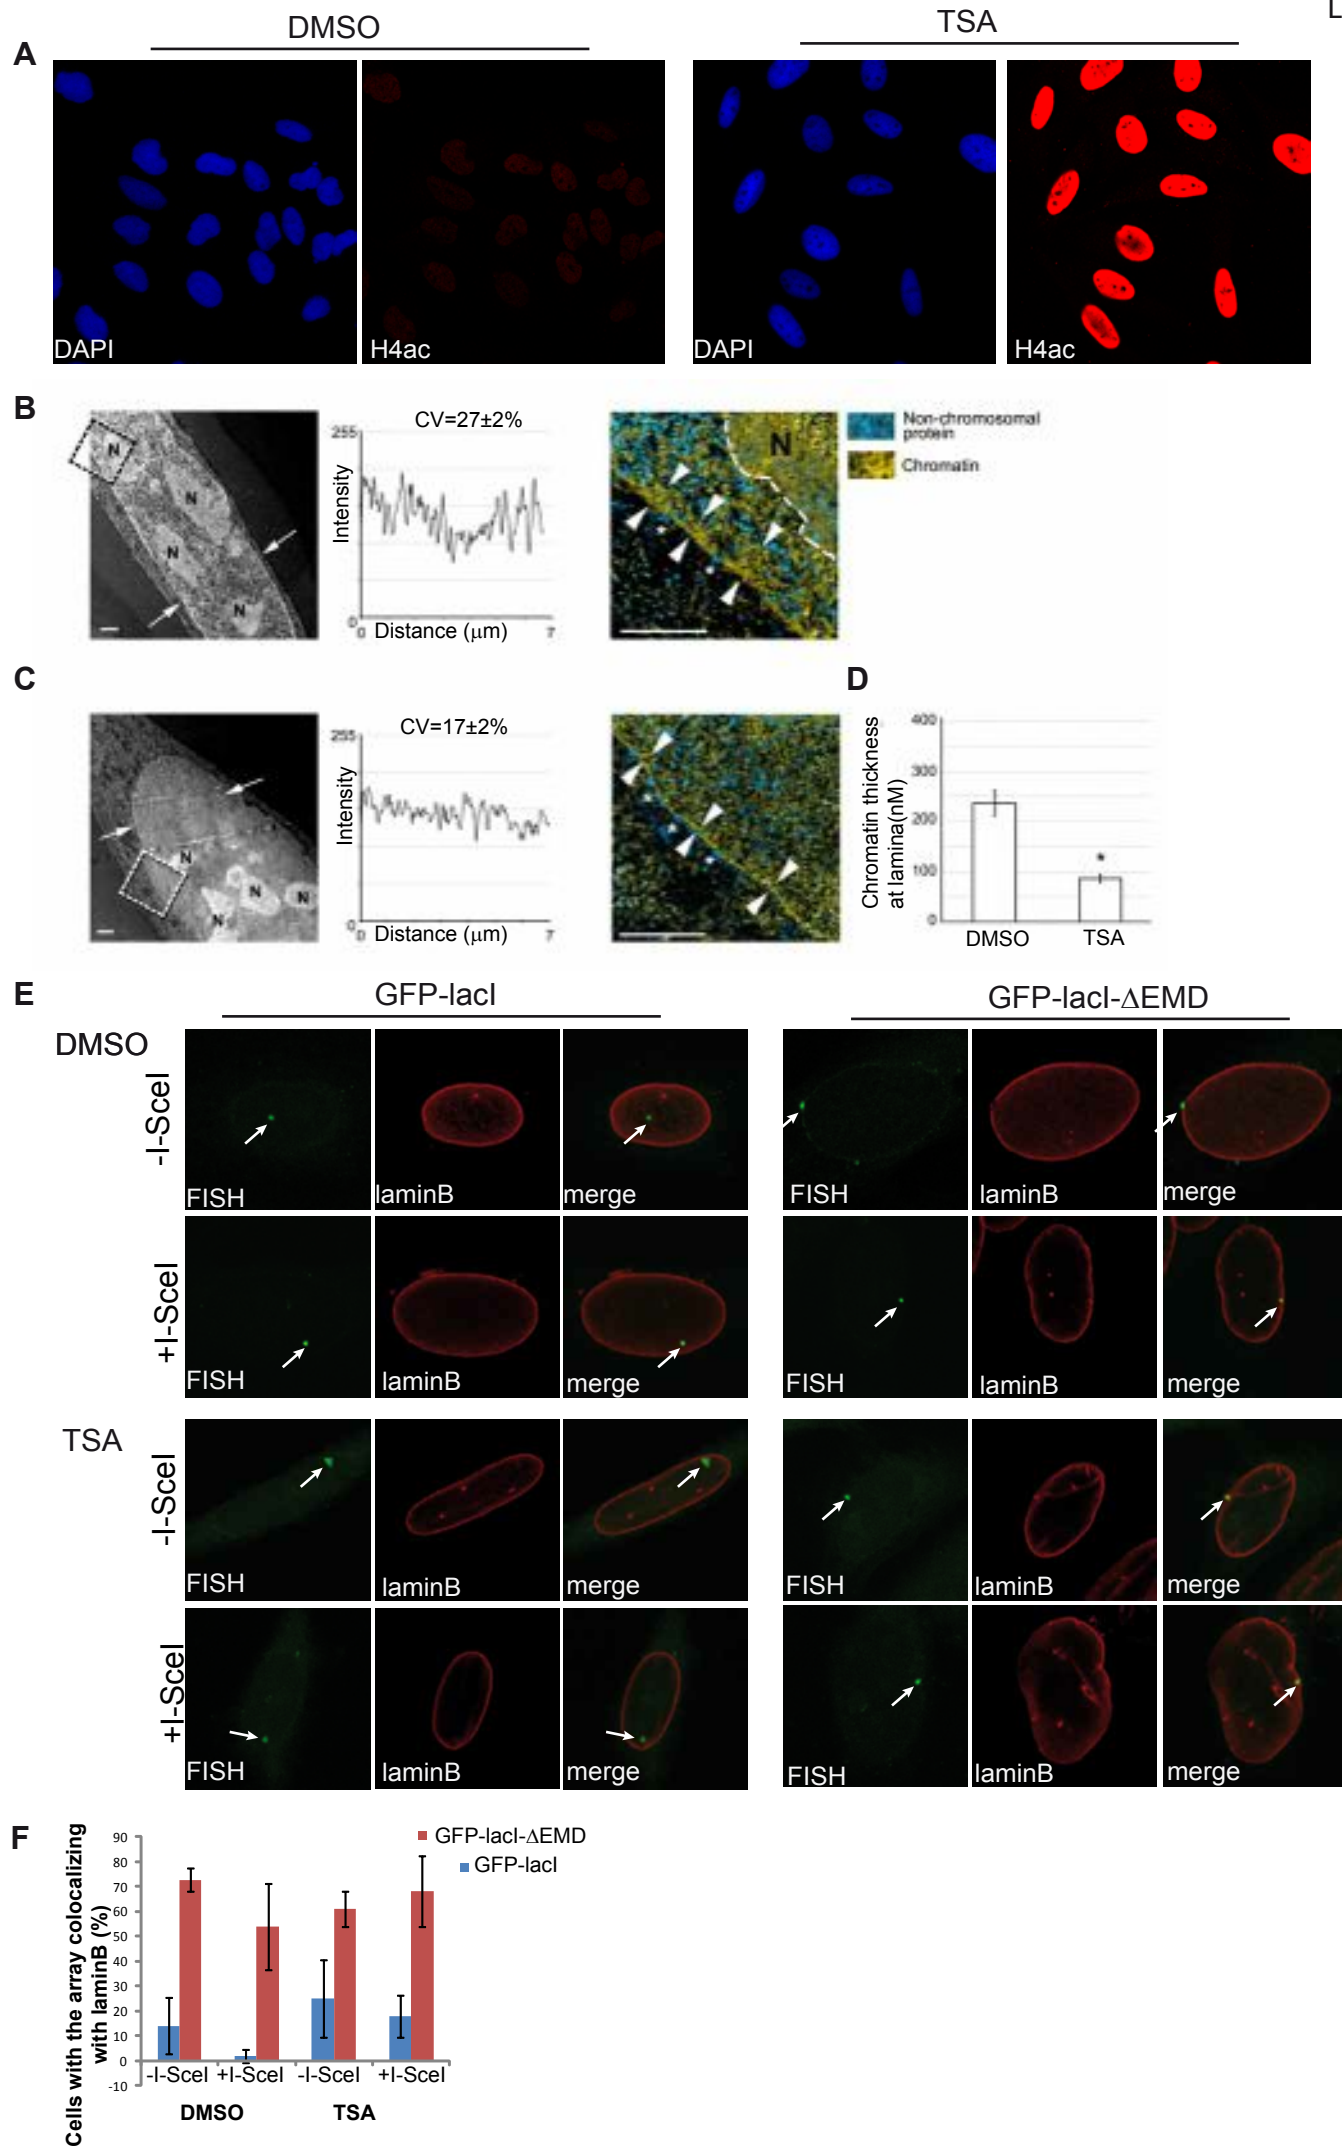 L
DMSO
TSA
A
DAPI
H4ac
DAPI
H4ac
B
N
N
N
N
CV=27±2%
255
Intensity
0
0
Distance (μm)
7
N
Non-chromosomal
protein
Chromatin
C
N
N
N
N
CV=17±2%
255
Intensity
0
0
Distance (μm)
7
D
Chromatin thickness
at lamina(nM)
400
300
200
100
0
*
DMSO
TSA
E
GFP-lacI
GFP-lacI-ΔEMD
DMSO
-I-SceI
FISH
laminB
merge
FISH
laminB
merge
+I-SceI
FISH
laminB
merge
FISH
laminB
merge
TSA
-I-SceI
FISH
laminB
merge
FISH
laminB
merge
+I-SceI
FISH
laminB
merge
FISH
laminB
merge
F
Cells with the array colocalizing
with laminB (%)
90
80
70
60
50
40
30
20
10
0
-10
GFP-lacI-ΔEMD
GFP-lacI
-I-SceI
+I-SceI
-I-SceI
+I-SceI
DMSO
TSA